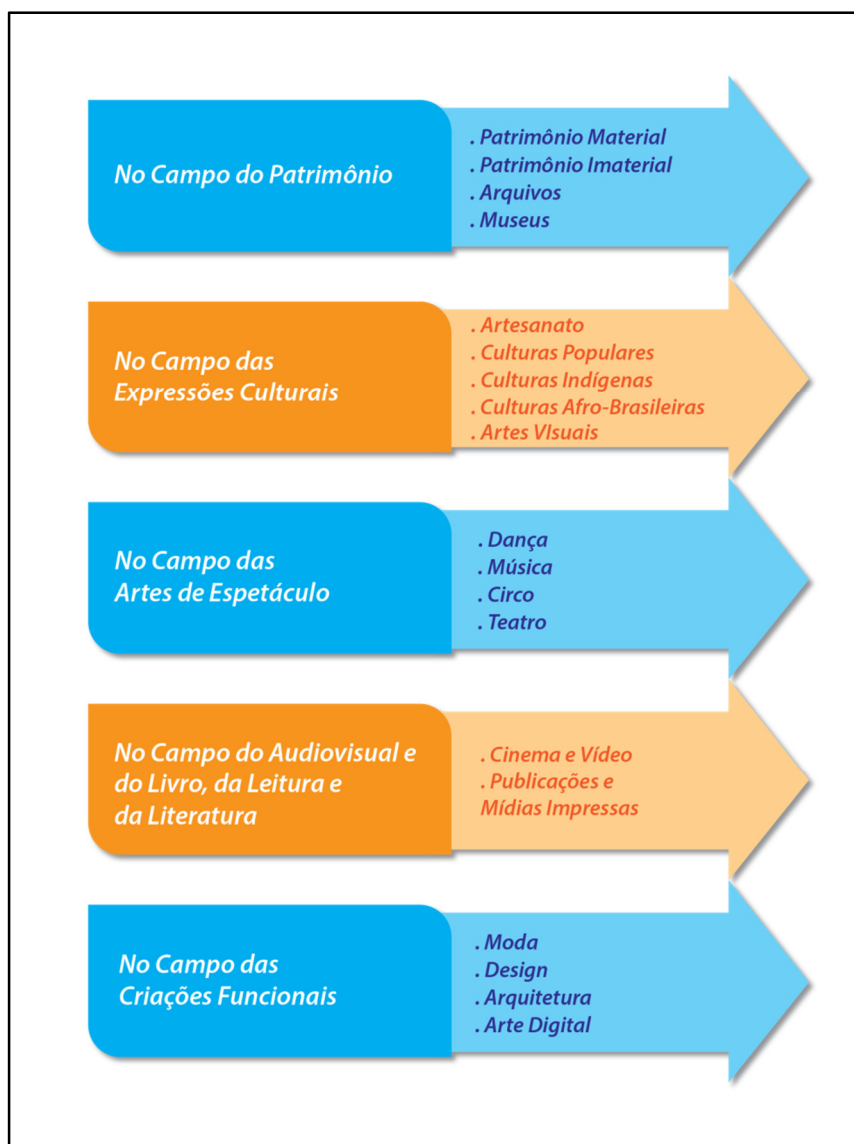 No Campo do Patrimônio
. Patrimônio Material
. Patrimônio Imaterial
. Arquivos
. Museus
No Campo das
Expressões Culturais
. Artesanato
. Culturas Populares
. Culturas Indígenas
. Culturas Afro-Brasileiras
. Artes VIsuais
No Campo das
Artes de Espetáculo
. Dança
. Música
. Circo
. Teatro
No Campo do Audiovisual e
do Livro, da Leitura e
da Literatura
. Cinema e Vídeo
. Publicações e
Mídias Impressas
No Campo das
Criações Funcionais
. Moda
. Design
. Arquitetura
. Arte Digital